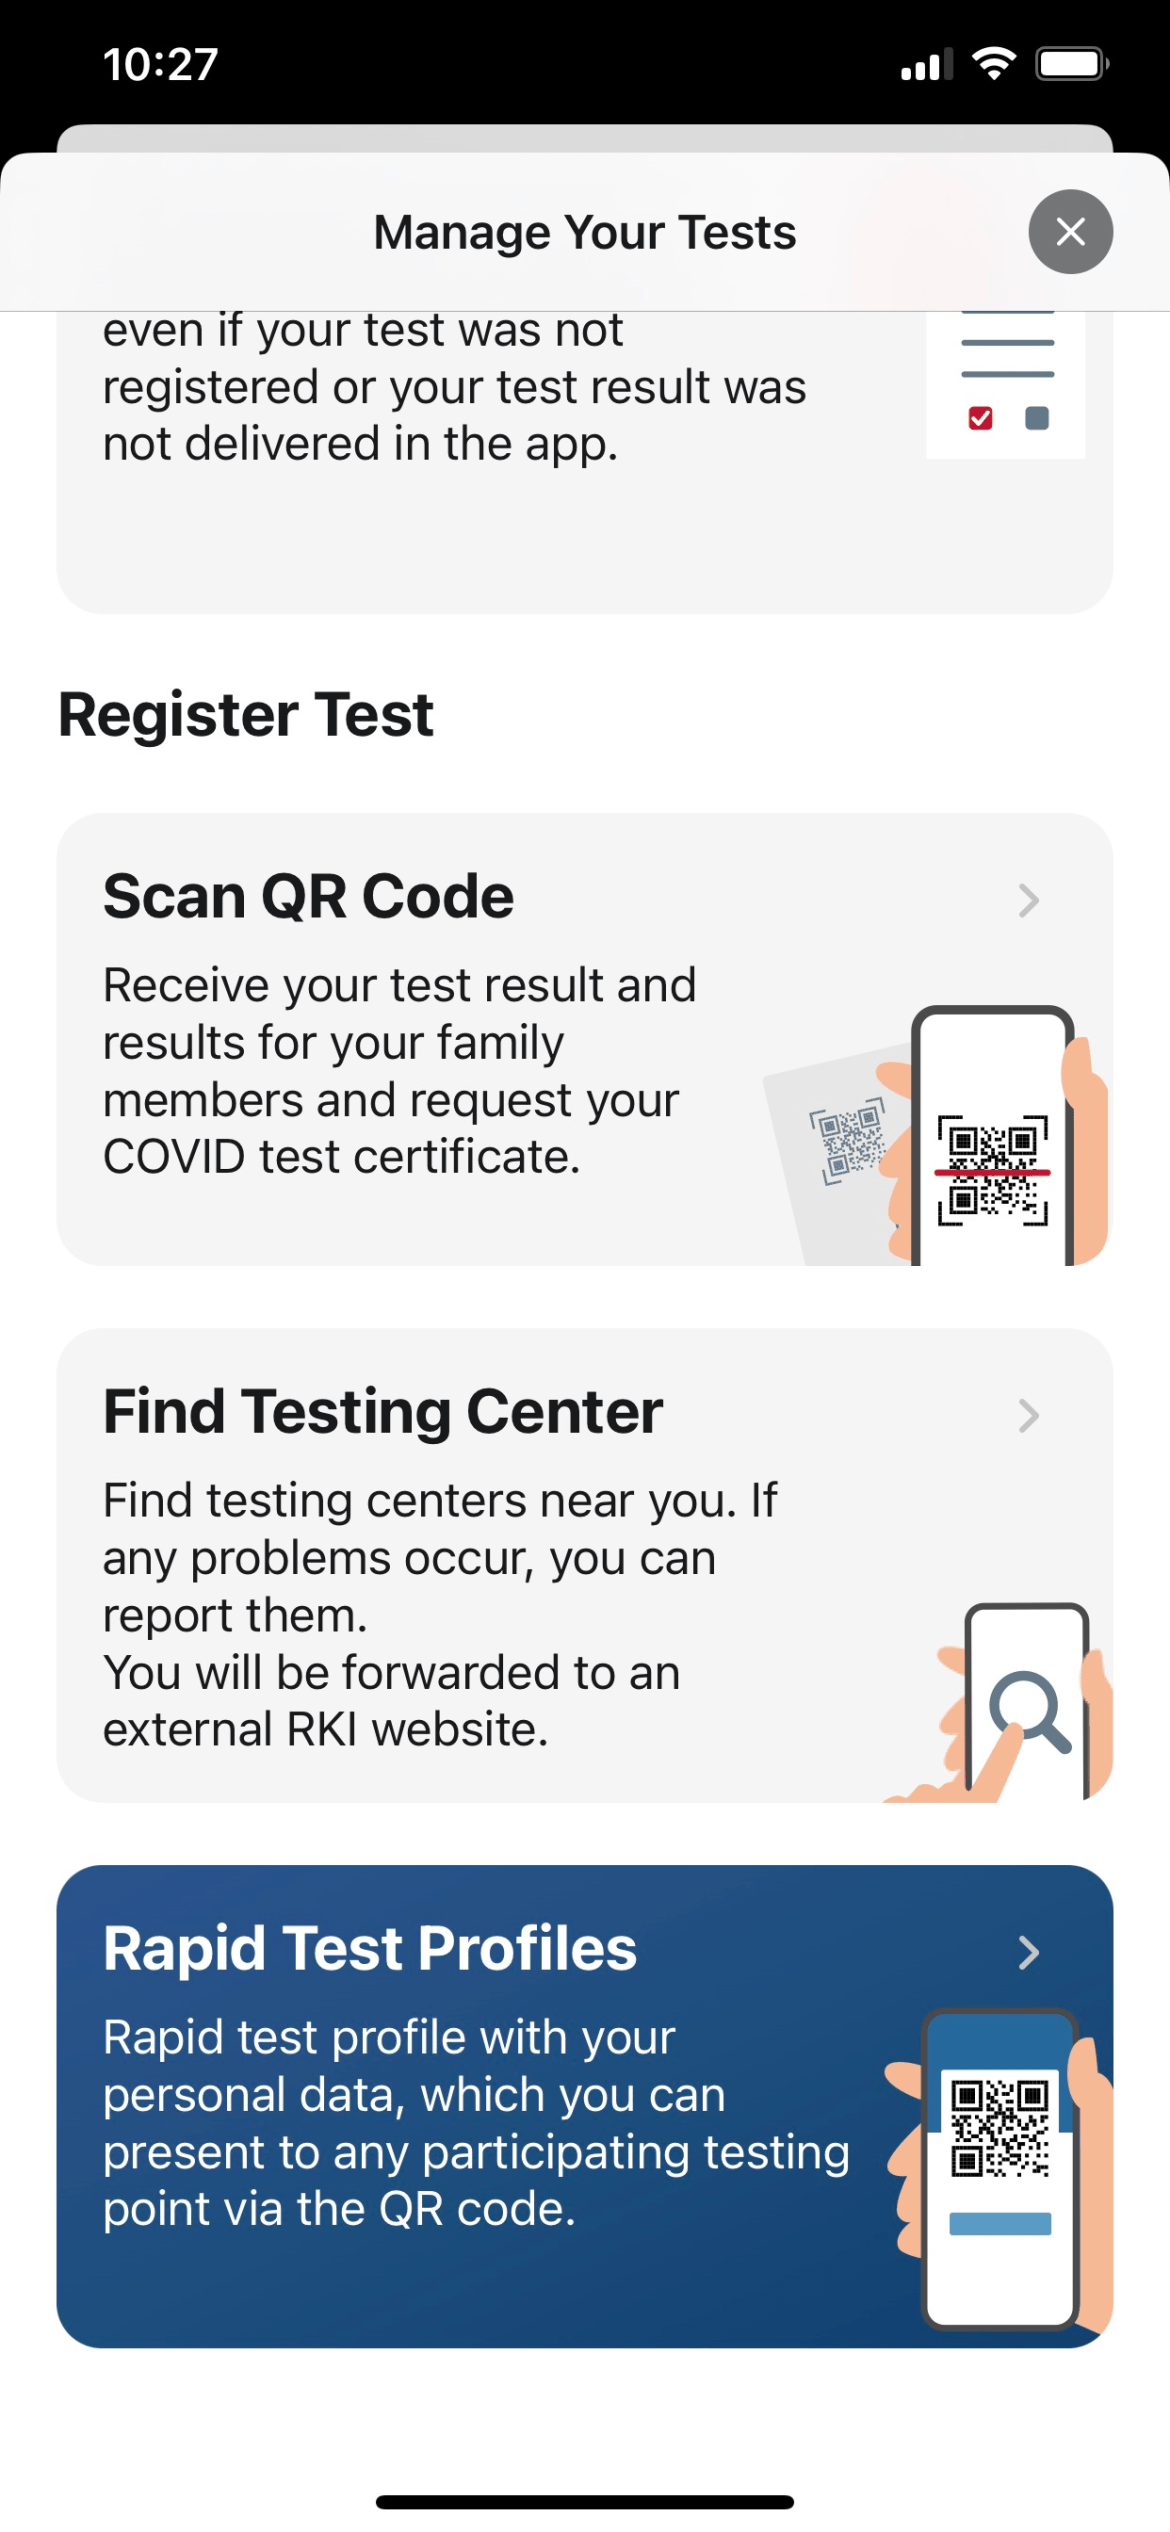 10:27
Manage Your Tests
even if your test was not
registered or your test result was
not delivered in the app.
Register Test
Scan QR Code
Receive your test result and
results for your family
members and request your
COVID test certificate.
Find Testing Center
Find testing centers near you. If
any problems occur, you can
report them.
You will be forwarded to an
external RKI website.
Rapid Test Profiles
Rapid test profile with your
personal data, which you can
present to any participating testing
point via the QR code.